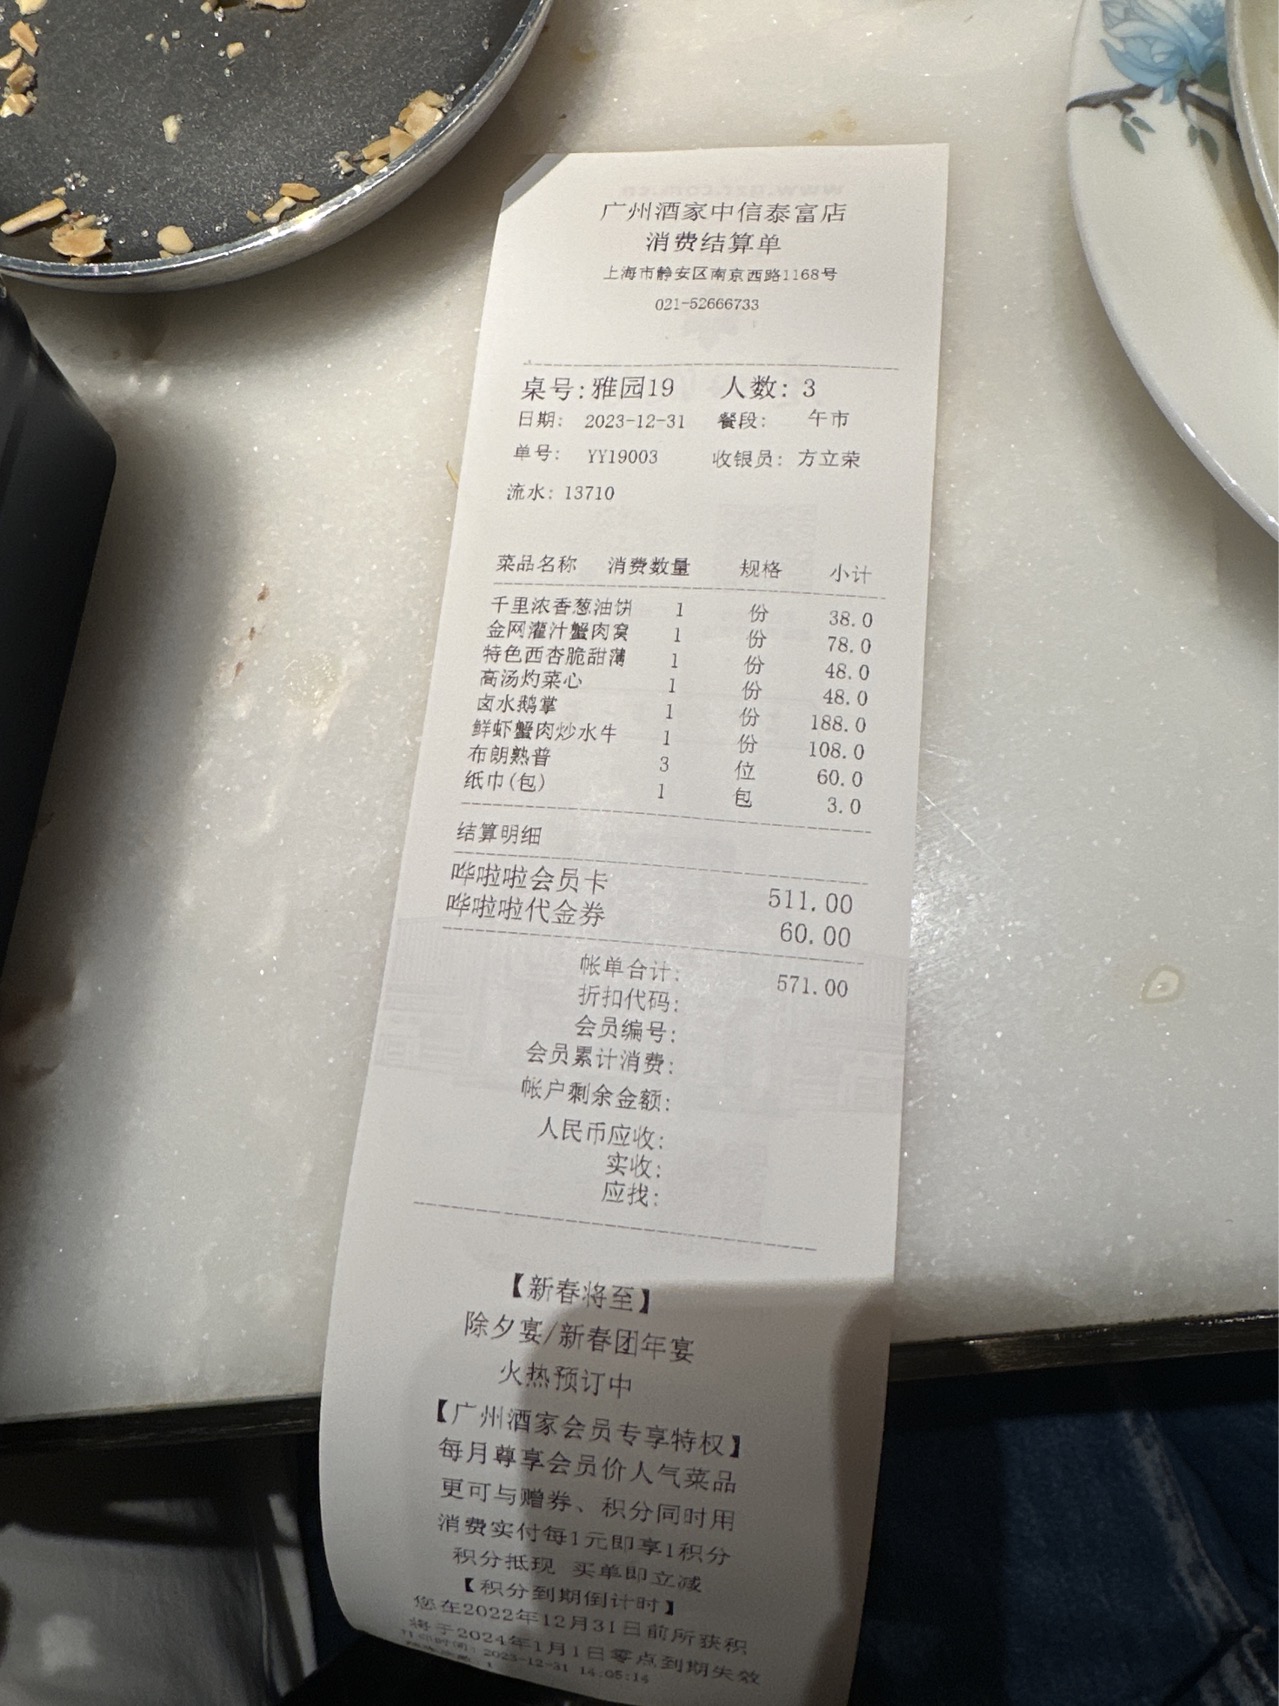 广州酒家中信泰富店
消费结算单
上海市静安区南京西路1168号
021-52666733
桌号:雅园19 人数: 3
日期: 2023-12-31 餐段: 午市
单号: YY19003 收银员: 方立荣
流水: 13710
菜品名称 消费数量 规格 小计
千里浓香葱油饼 1 份 38.0
金网灌汁蟹肉窝 1 份 78.0
特色西杏脆甜薄 1 份 48.0
高汤灼菜心 1 份 48.0
卤水鹅掌 1 份 188.0
鲜虾蟹肉炒水牛 1 份 108.0
布朗熟普 3 位 60.0
纸巾(包) 1 包 3.0
结算明细
哗啦啦会员卡 511.00
哗啦啦代金券 60.00
帐单合计: 571.00
折扣代码:
会员编号:
会员累计消费:
帐户剩余金额:
人民币应收:
实收:
应找:
【新春将至】
除夕宴/新春团年宴
火热预订中
【广州酒家会员专享特权】
每月尊享会员价人气菜品
更可与赠券、积分同时用
消费实付每1元即享1积分
积分抵现 买单即立减
【积分到期倒计时】
您在2022年12月31日前所获积
将于2024年1月1日零点到期失效
打印时间: 2023-12-31 14:05:14